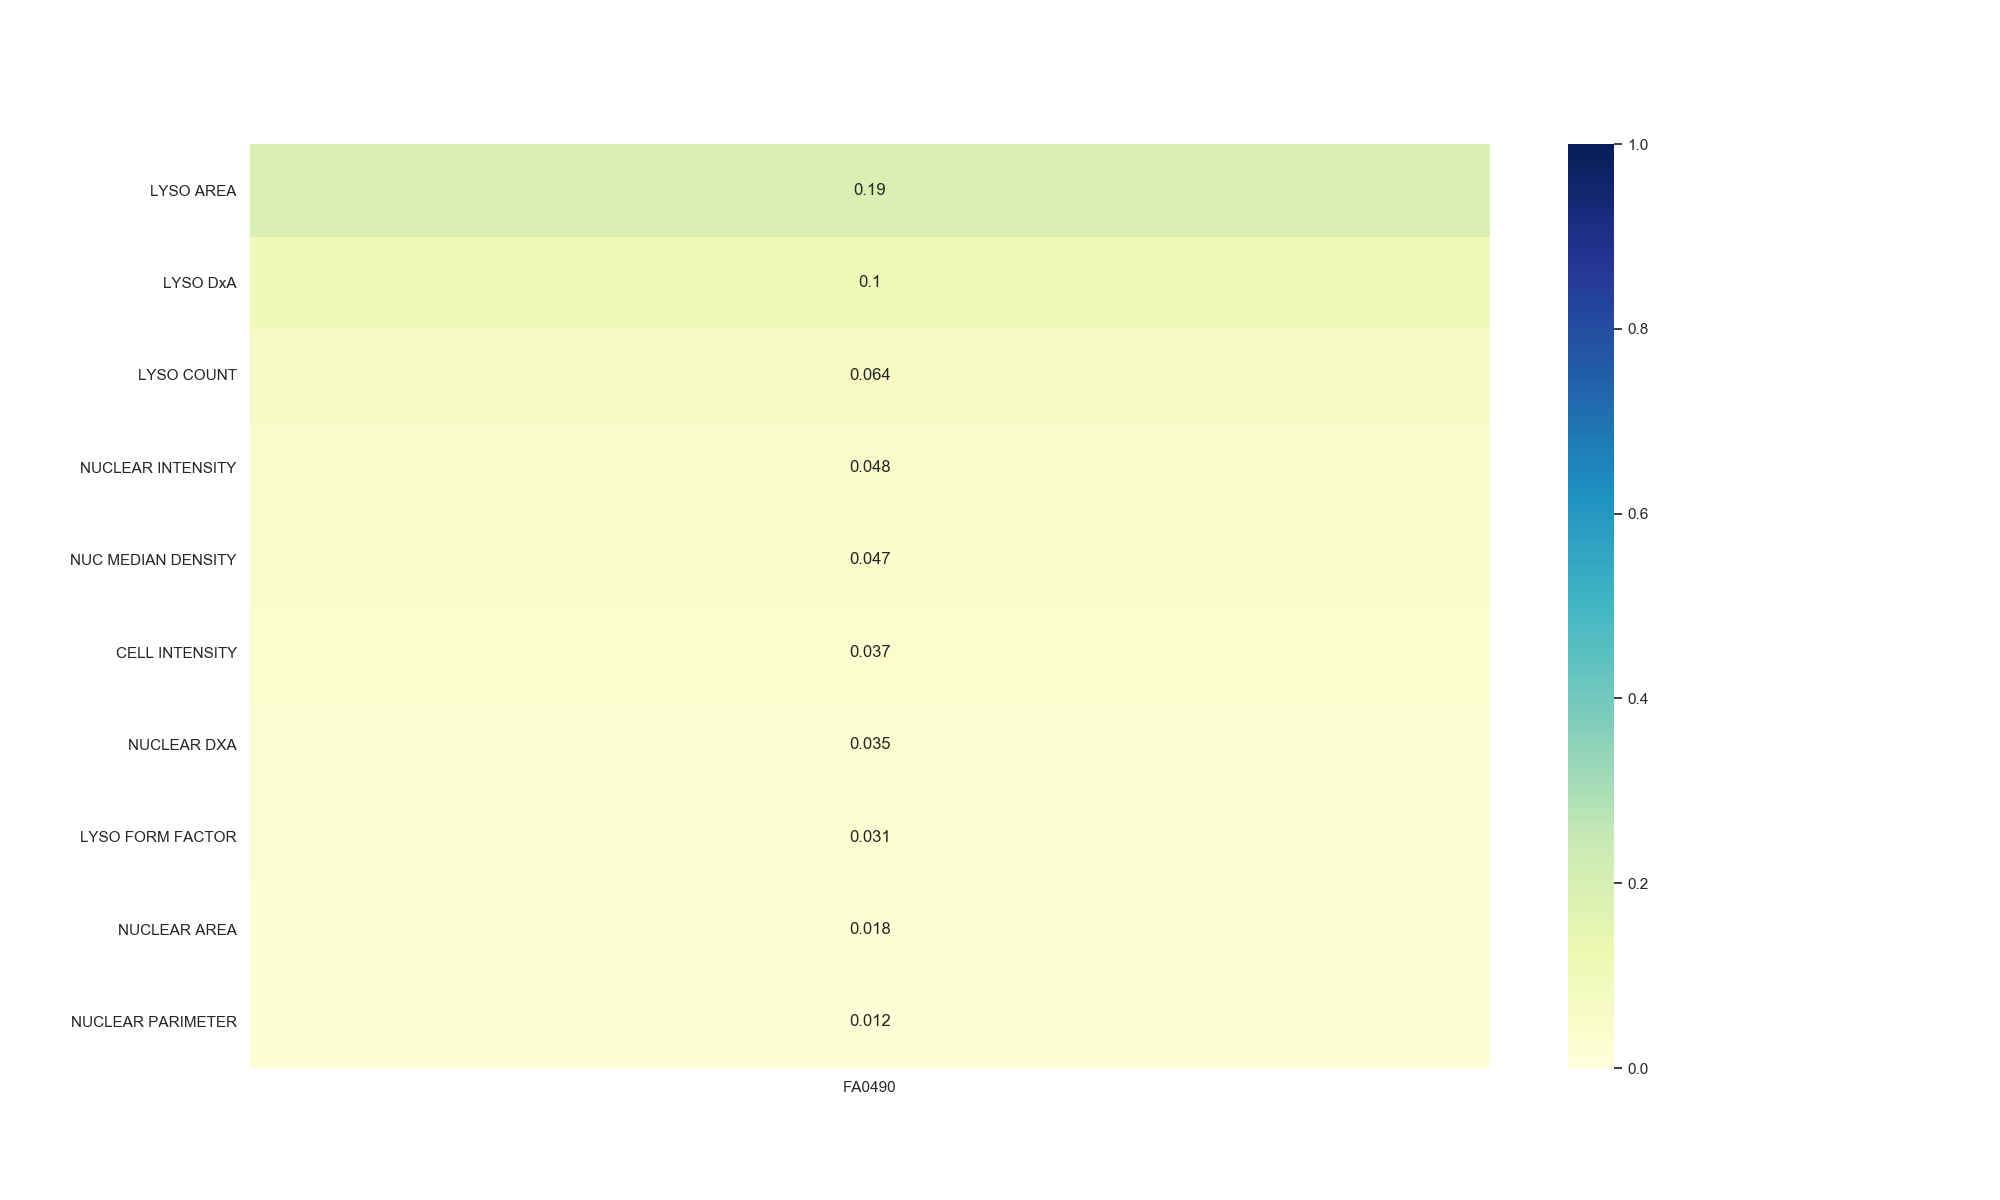 LYSO AREA 0.19
LYSO DxA 0.1
LYSO COUNT 0.064
NUCLEAR INTENSITY 0.048
NUC MEDIAN DENSITY 0.047
CELL INTENSITY 0.037
NUCLEAR DXA 0.035
LYSO FORM FACTOR 0.031
NUCLEAR AREA 0.018
NUCLEAR PARIMETER 0.012
FA0490
1.0
0.8
0.6
0.4
0.2
0.0